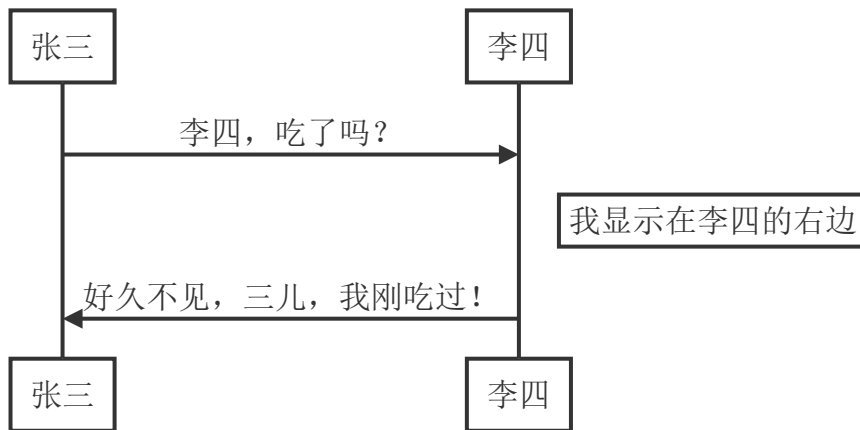 张三
李四
李四，吃了吗？
我显示在李四的右边
好久不见，三儿，我刚吃过！
张三
李四